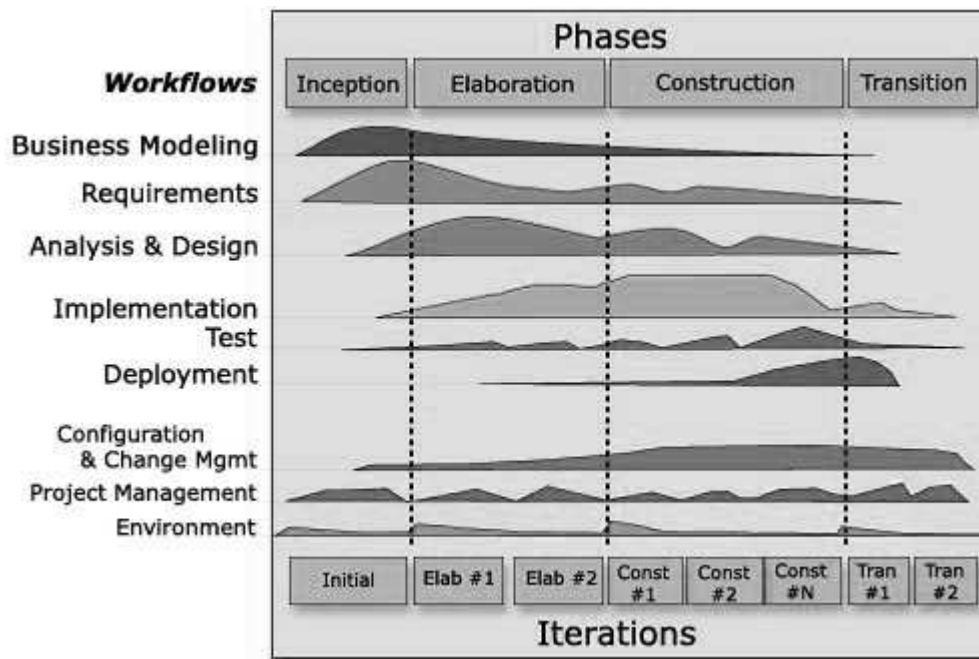 Phases
Workflows
Inception
Elaboration
Construction
Transition
Business Modeling
Requirements
Analysis & Design
Implementation
Test
Deployment
Configuration
& Change Mgmt
Project Management
Environment
Initial
Elab #1
Elab #2
Const
#1
Const
#2
Const
#N
Tran
#1
Tran
#2
Iterations